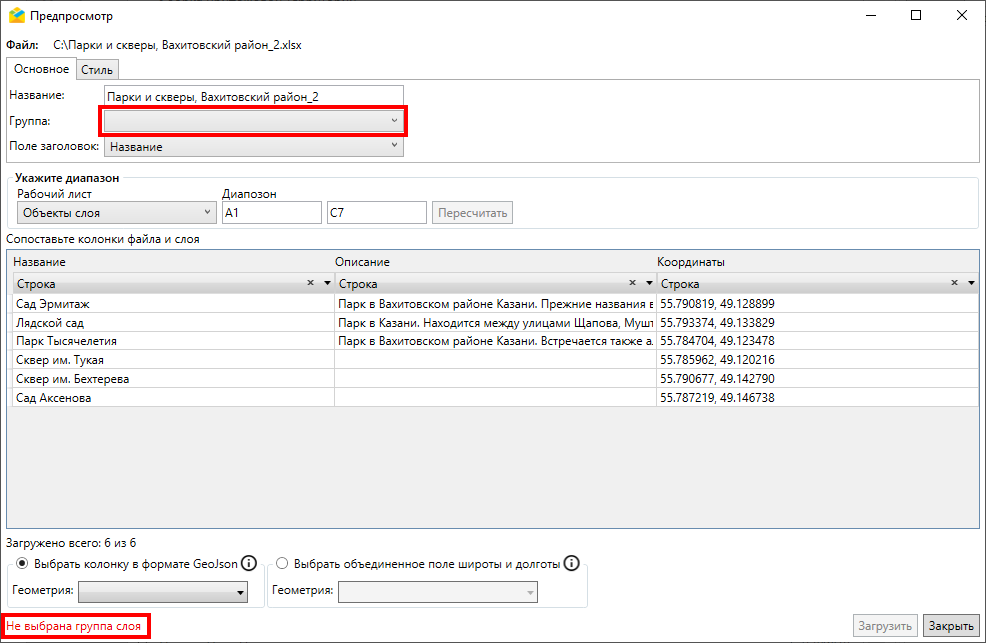 Предпросмотр
Файл: C:\Парки и скверы, Вахитовский район_2.xlsx
Основное Стиль
Название: Парки и скверы, Вахитовский район_2
Группа:
Поле заголовок: Название
Укажите диапазон
Рабочий лист Диапозон
Объекты слоя A1 C7 Пересчитать
Сопоставьте колонки файла и слоя
Название Описание Координаты
Строка Строка Строка
Сад Эрмитаж Парк в Вахитовском районе Казани. Прежние названия в 55.790819, 49.128899
Лядской сад Парк в Казани. Находится между улицами Щапова, Мушт 55.793374, 49.133829
Парк Тысячелетия Парк в Вахитовском районе Казани. Встречается также а. 55.784704, 49.123478
Сквер им. Тукая 55.785962, 49.120216
Сквер им. Бехтерева 55.790677, 49.142790
Сад Аксенова 55.787219, 49.146738
Загружено всего: 6 из 6
Выбрать колонку в формате GeoJson Выбрать объединенное поле широты и долготы
Геометрия: Геометрия:
Не выбрана группа слоя Загрузить Закрыть